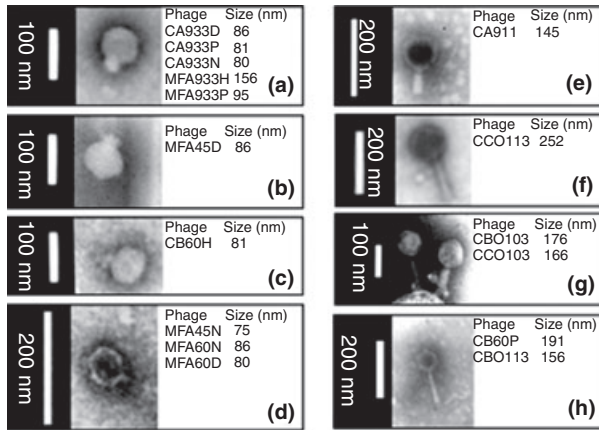 100 nm
Phage Size (nm)
CA933D 86
CA933P 81
CA933N 80
MFA933H 156
MFA933P 95
(a)
100 nm
Phage Size (nm)
MFA45D 86
(b)
100 nm
Phage Size (nm)
CB60H 81
(c)
200 nm
Phage Size (nm)
MFA45N 75
MFA60N 86
MFA60D 80
(d)
200 nm
Phage Size (nm)
CA911 145
(e)
200 nm
Phage Size (nm)
CCO113 252
(f)
100 nm
Phage Size (nm)
CBO103 176
CCO103 166
(g)
200 nm
Phage Size (nm)
CB60P 191
CBO113 156
(h)